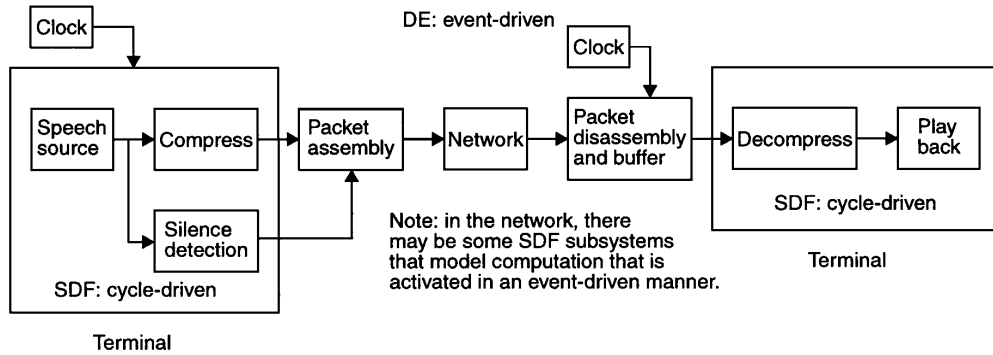 DE: event-driven
Clock
Clock
Speech
source
Compress
Packet
assembly
Network
Packet
disassembly
and buffer
Decompress
Play
back
Silence
detection
SDF: cycle-driven
Note: in the network, there
may be some SDF subsystems
that model computation that is
activated in an event-driven manner.
SDF: cycle-driven
Terminal
Terminal